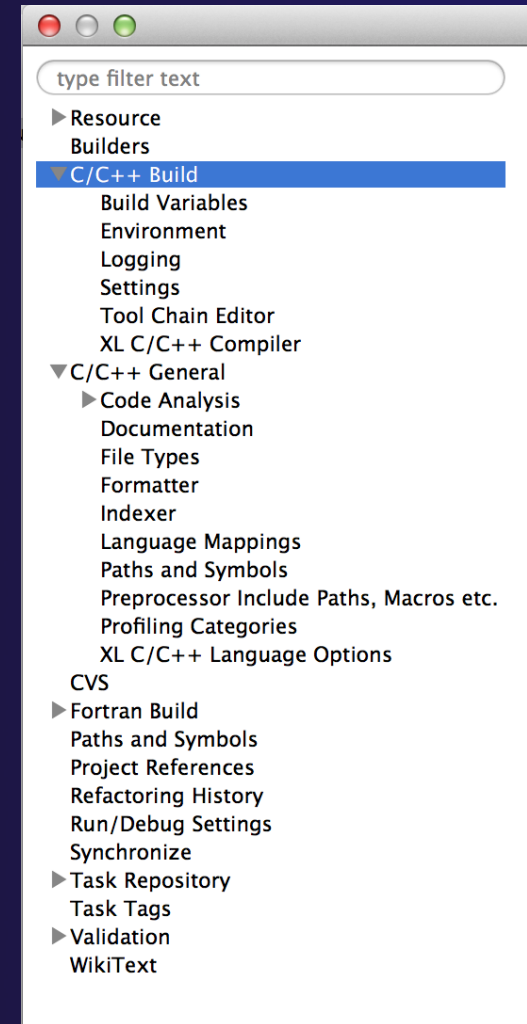 type filter text
Resource
Builders
C/C++ Build
Build Variables
Environment
Logging
Settings
Tool Chain Editor
XL C/C++ Compiler
C/C++ General
Code Analysis
Documentation
File Types
Formatter
Indexer
Language Mappings
Paths and Symbols
Preprocessor Include Paths, Macros etc.
Profiling Categories
XL C/C++ Language Options
CVS
Fortran Build
Paths and Symbols
Project References
Refactoring History
Run/Debug Settings
Synchronize
Task Repository
Task Tags
Validation
WikiText